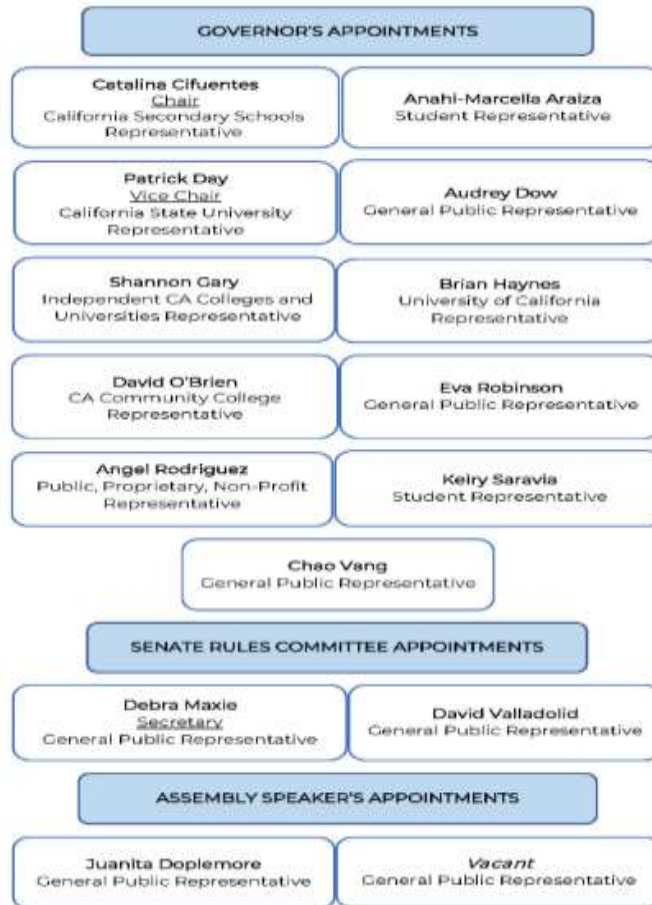 GOVERNOR'S APPOINTMENTS
Catalina Cifuentes
Chair
California Secondary Schools
Representative
Anahi-Marcella Araiza
Student Representative
Patrick Day
Vice Chair
California State University
Representative
Audrey Dow
General Public Representative
Shannon Gary
Independent CA Colleges and
Universities Representative
Brian Haynes
University of California
Representative
David O'Brien
CA Community College
Representative
Eva Robinson
General Public Representative
Angel Rodriguez
Public, Proprietary, Non-Profit
Representative
Keiry Saravia
Student Representative
Chao Vang
General Public Representative
SENATE RULES COMMITTEE APPOINTMENTS
Debra Maxie
Secretary
General Public Representative
David Valladolid
General Public Representative
ASSEMBLY SPEAKER'S APPOINTMENTS
Juanita Doplemore
General Public Representative
Vacant
General Public Representative